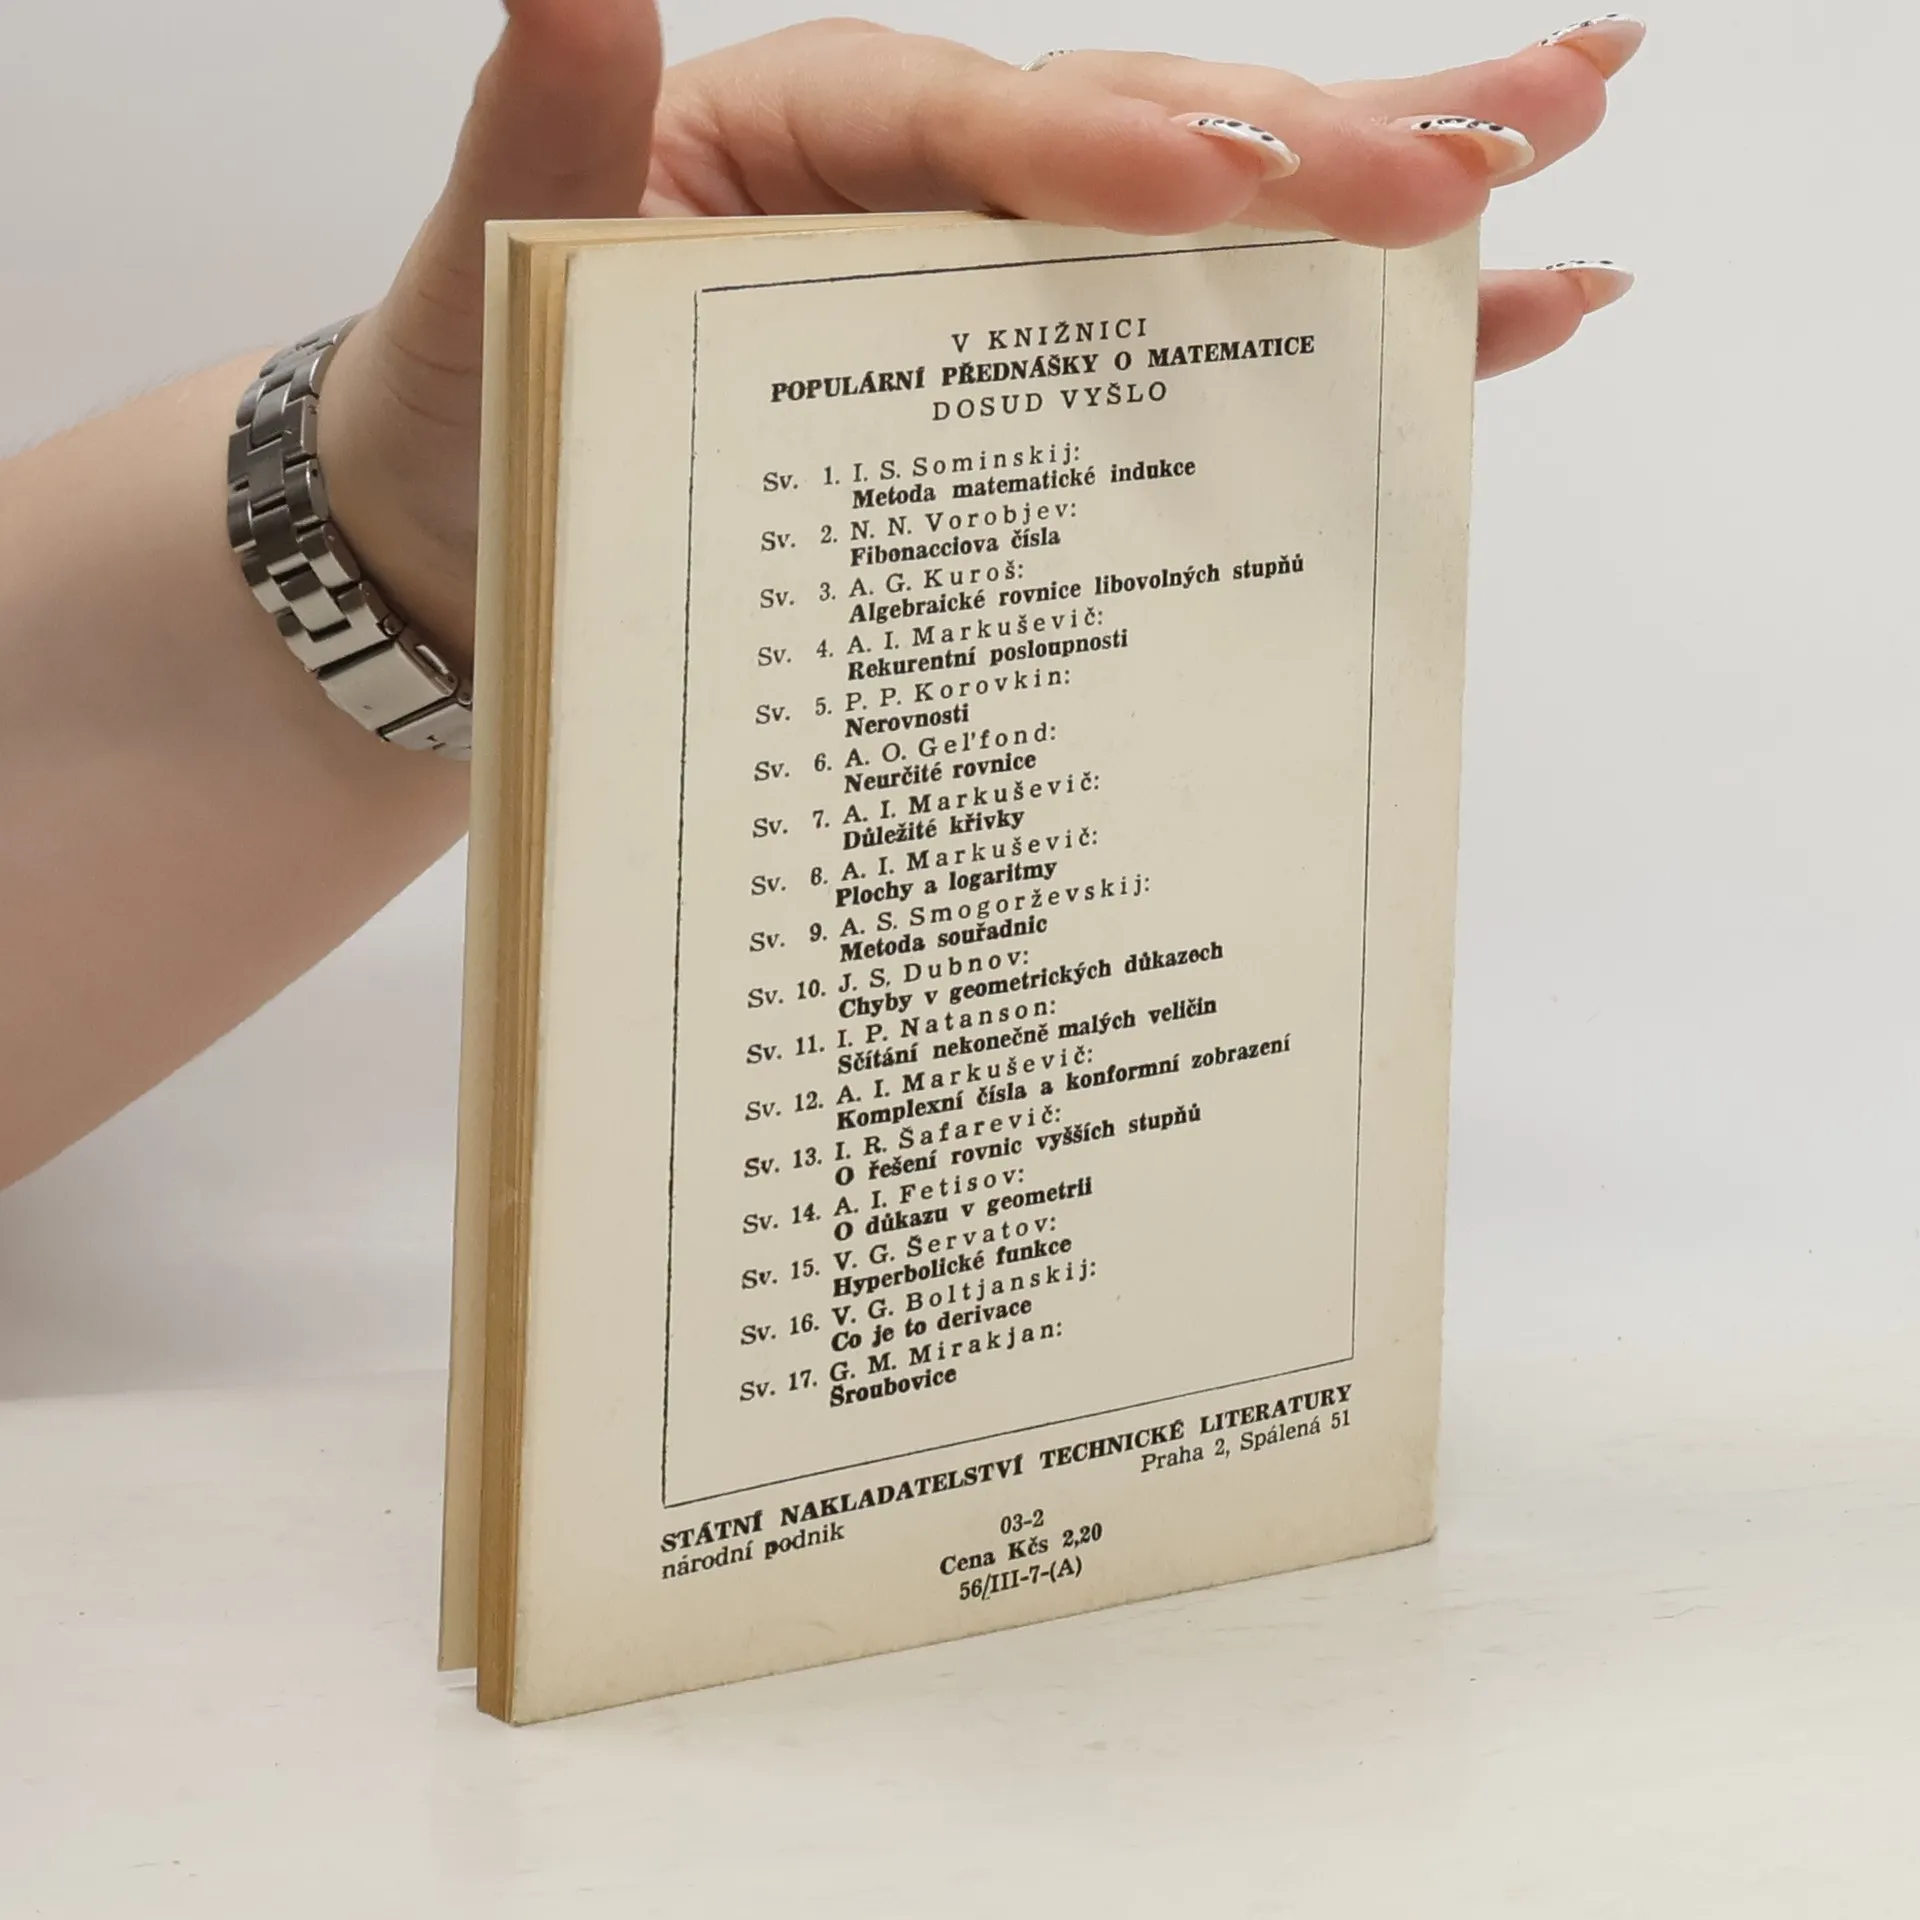 V KNIŽNICI
POPULÁRNÍ PŘEDNÁŠKY O MATEMATICE
DOSUD VYŠLO
Sv. 1. I. S. Sominskij:
Metoda matematické indukce
Sv. 2. N. N. Vorobjev:
Fibonacciova čísla
Sv. 3. A. G. Kuroš:
Algebraické rovnice libovolných stupňů
Sv. 4. A. I. Markuševič:
Rekurentní posloupnosti
Sv. 5. P. P. Korovkin:
Nerovnosti
Sv. 6. A. O. Gel'fond:
Neurčité rovnice
Sv. 7. A. I. Markuševič:
Důležité křivky
Sv. 8. A. I. Markuševič:
Plochy a logaritmy
Sv. 9. A. S. Smogorževskij:
Metoda souřadnic
Sv. 10. J. S. Dubnov:
Chyby v geometrických důkazech
Sv. 11. I. P. Natanson:
Sčítání nekonečně malých veličin
Sv. 12. A. I. Markuševič:
Komplexní čísla a konformní zobrazení
Sv. 13. I. R. Šafarevič:
O řešení rovnic vyšších stupňů
Sv. 14. A. I. Fetisov:
O důkazu v geometrii
Sv. 15. V. G. Šervatov:
Hyperbolické funkce
Sv. 16. V. G. Boltjanskij:
Co je to derivace
Sv. 17. G. M. Mirakjan:
Šroubovice
STÁTNÍ NAKLADATELSTVÍ TECHNICKÉ LITERATURY
národní podnik Praha 2, Spálená 51
03-2
Cena Kčs 2,20
56/III-7-(A)